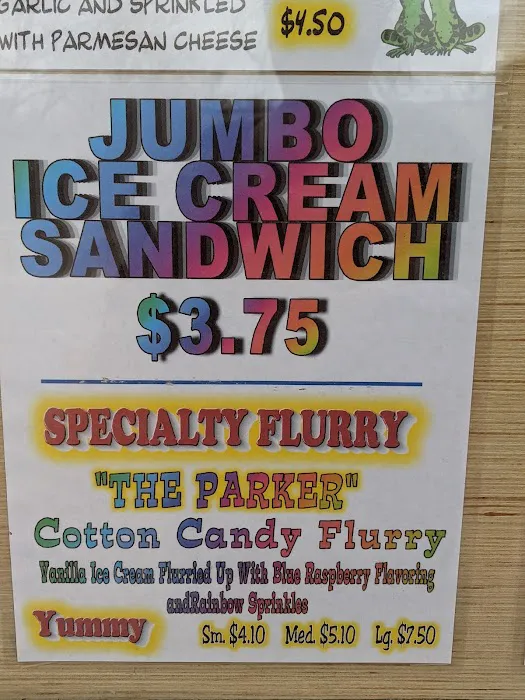 GARLIC AND SPRINKLED
WITH PARMESAN CHEESE
$4.50
JUMBO
ICE CREAM
SANDWICH
$3.75
SPECIALTY FLURRY
"THE PARKER"
Cotton Candy Flurry
Vanilla Ice Cream Flurried Up With Blue Raspberry Flavoring
andRainbow Sprinkles
Yummy
Sm. $4.10 Med. $5.10 Lg. $7.50